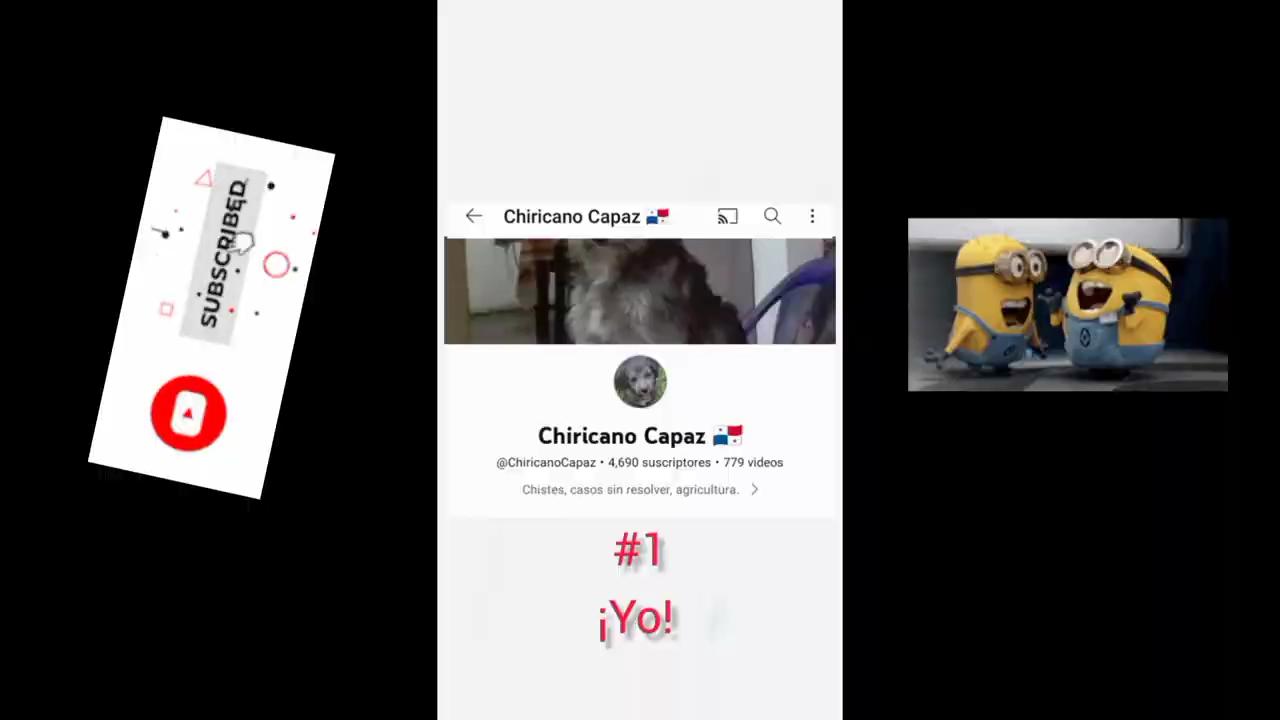 SUBSCRIBED
Chiricano Capaz 🇵🇦
Chiricano Capaz 🇵🇦
@ChiricanoCapaz • 4,690 suscriptores • 779 videos
Chistes, casos sin resolver, agricultura.
#1
¡Yo!